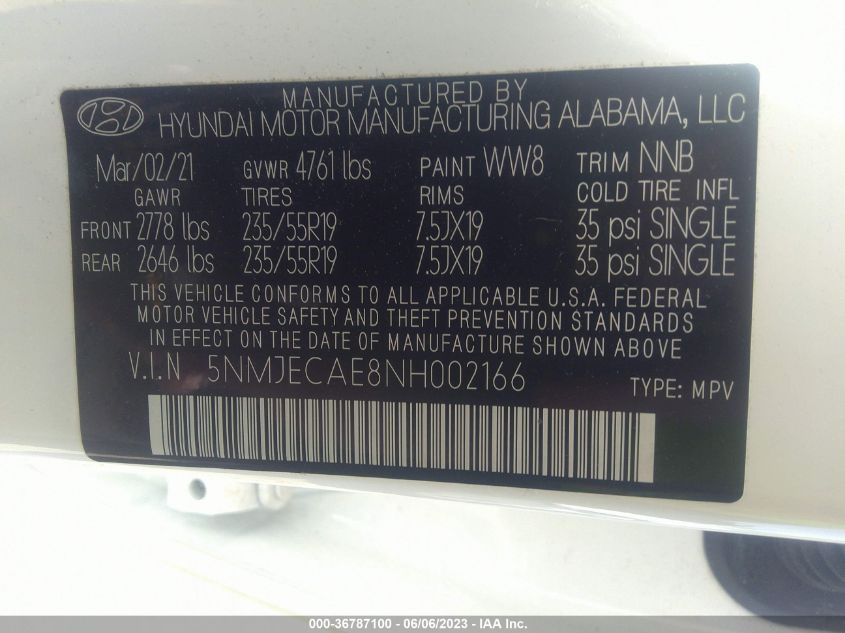 MANUFACTURED BY
HYUNDAI MOTOR MANUFACTURING ALABAMA, LLC
Mar/02/21 GVWR 4761 lbs PAINT WW8 TRIM NNB
GAWR TIRES RIMS COLD TIRE INFL
FRONT 2778 lbs 235/55R19 7.5JX19 35 psi SINGLE
REAR 2646 lbs 235/55R19 7.5JX19 35 psi SINGLE
THIS VEHICLE CONFORMS TO ALL APPLICABLE U.S.A. FEDERAL
MOTOR VEHICLE SAFETY AND THEFT PREVENTION STANDARDS
IN EFFECT ON THE DATE OF MANUFACTURE SHOWN ABOVE
V.I.N 5NMJECAE8NH002166 TYPE: MPV
000-36787100 - 06/06/2023 - IAA Inc.